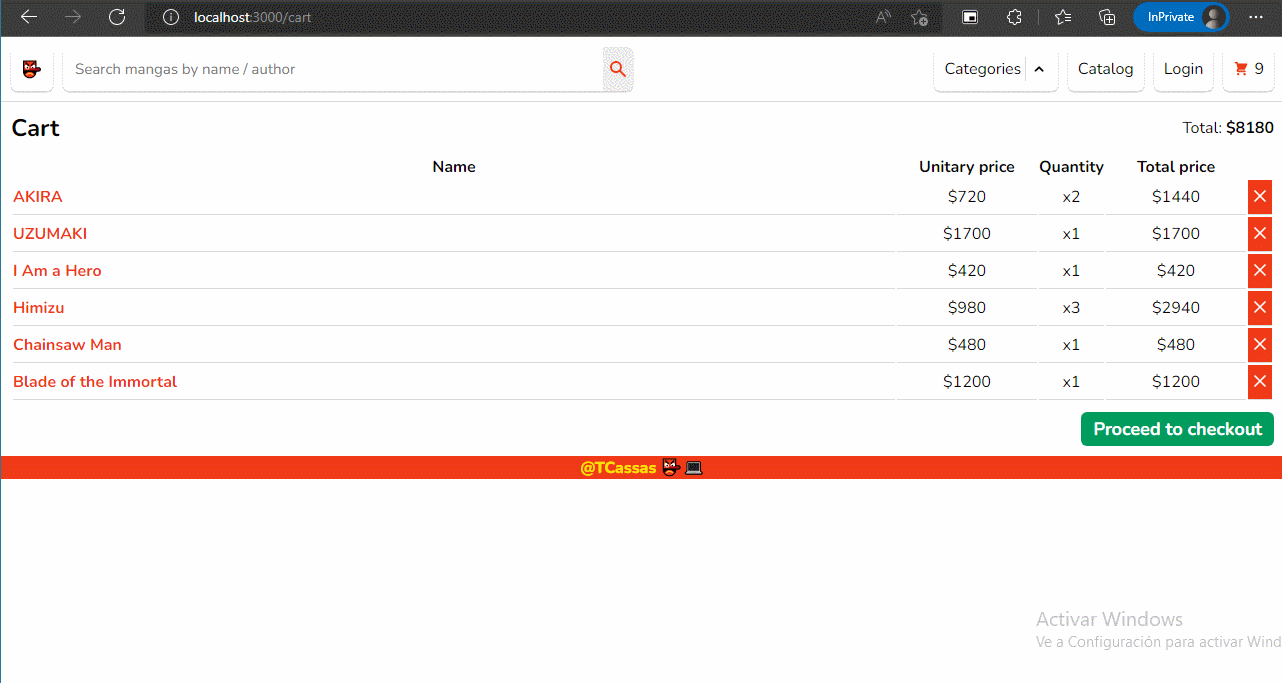 localhost:3000/cart
InPrivate
Search mangas by name / author
Categories
Catalog
Login
9
Cart
Total: $8180
Name Unitary price Quantity Total price
AKIRA $720 x2 $1440
UZUMAKI $1700 x1 $1700
I Am a Hero $420 x1 $420
Himizu $980 x3 $2940
Chainsaw Man $480 x1 $480
Blade of the Immortal $1200 x1 $1200
Proceed to checkout
@TCassas
Activar Windows
Ve a Configuración para activar Wind